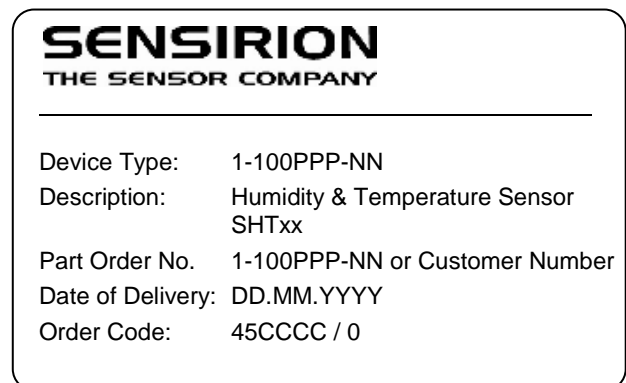 SENSIRION
THE SENSOR COMPANY
Device Type: 1-100PPP-NN
Description: Humidity & Temperature Sensor
SHTxx
Part Order No. 1-100PPP-NN or Customer Number
Date of Delivery: DD.MM.YYYY
Order Code: 45CCCC / 0